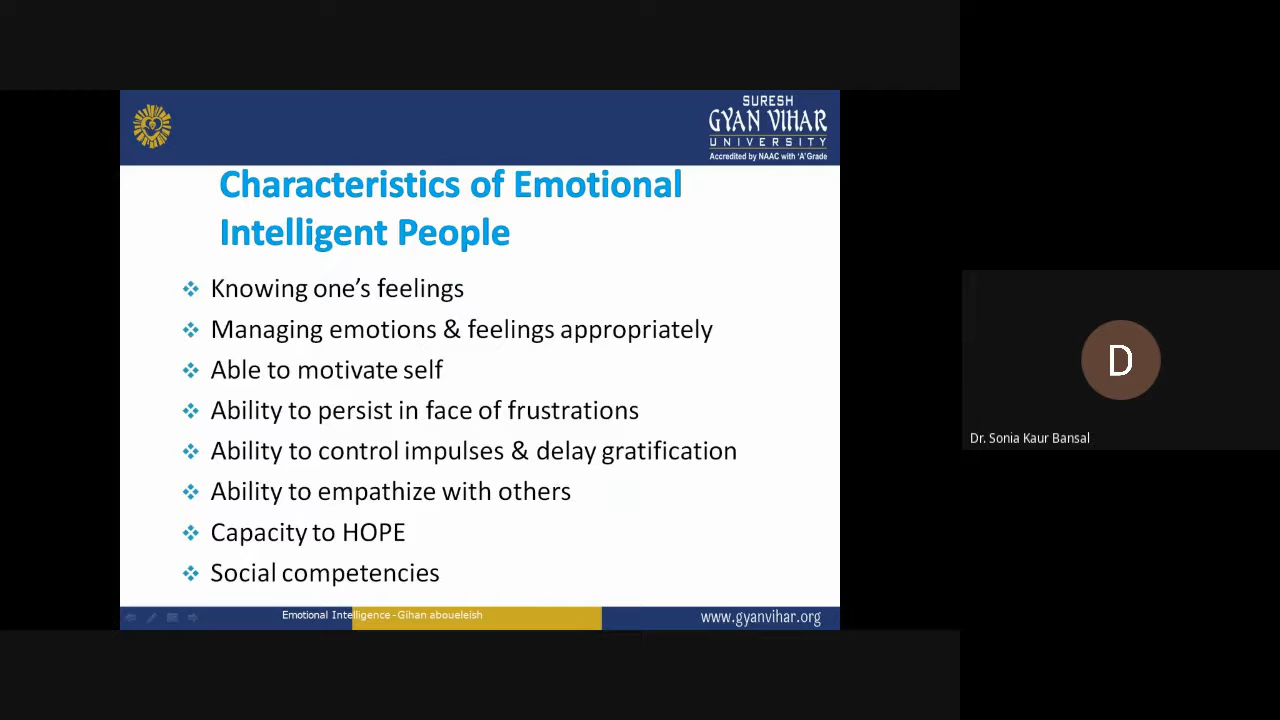 SURESH
GYAN VIHAR
UNIVERSITY
Accredited by NAAC with 'A' Grade
Characteristics of Emotional
Intelligent People
Knowing one's feelings
Managing emotions & feelings appropriately
Able to motivate self
Ability to persist in face of frustrations
Ability to control impulses & delay gratification
Ability to empathize with others
Capacity to HOPE
Social competencies
Emotional Intelligence - Gihan aboueleish
www.gyanvihar.org
D
Dr. Sonia Kaur Bansal